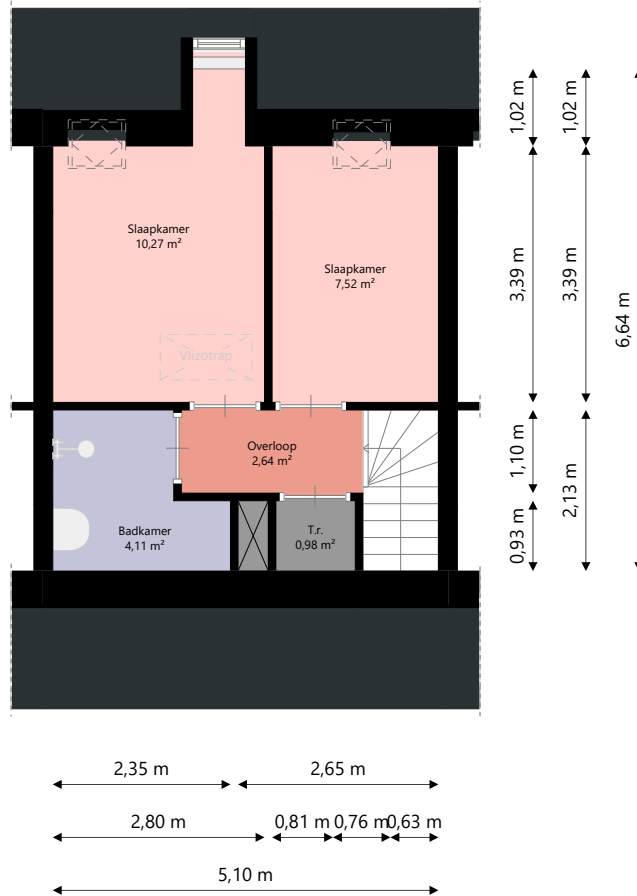 1,02 m
1,02 m
Slaapkamer
10,27 m²
Slaapkamer
7,52 m²
3,39 m
3,39 m
6,64 m
Vlizotrap
Overloop
2,64 m²
1,10 m
2,13 m
Badkamer
4,11 m²
T.r.
0,98 m²
0,93 m
2,35 m
2,65 m
2,80 m
0,81 m
0,76 m
0,63 m
5,10 m